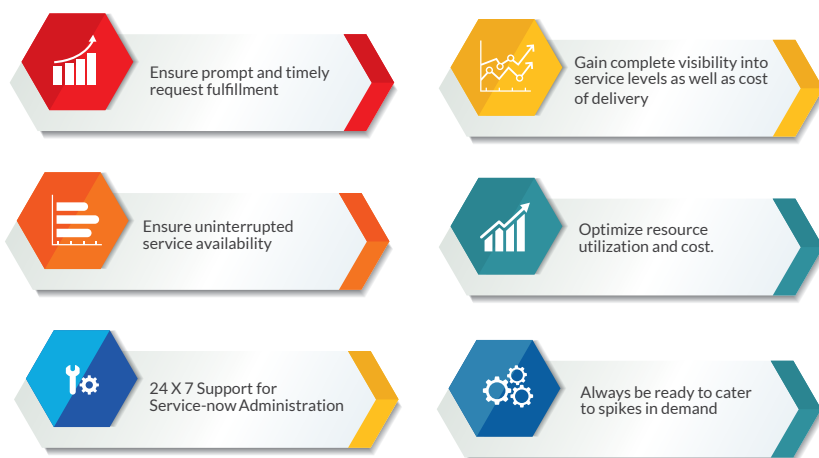 Ensure prompt and timely
request fulfillment
Gain complete visibility into
service levels as well as cost
of delivery
Ensure uninterrupted
service availability
Optimize resource
utilization and cost.
24 X 7 Support for
Service-now Administration
Always be ready to cater
to spikes in demand